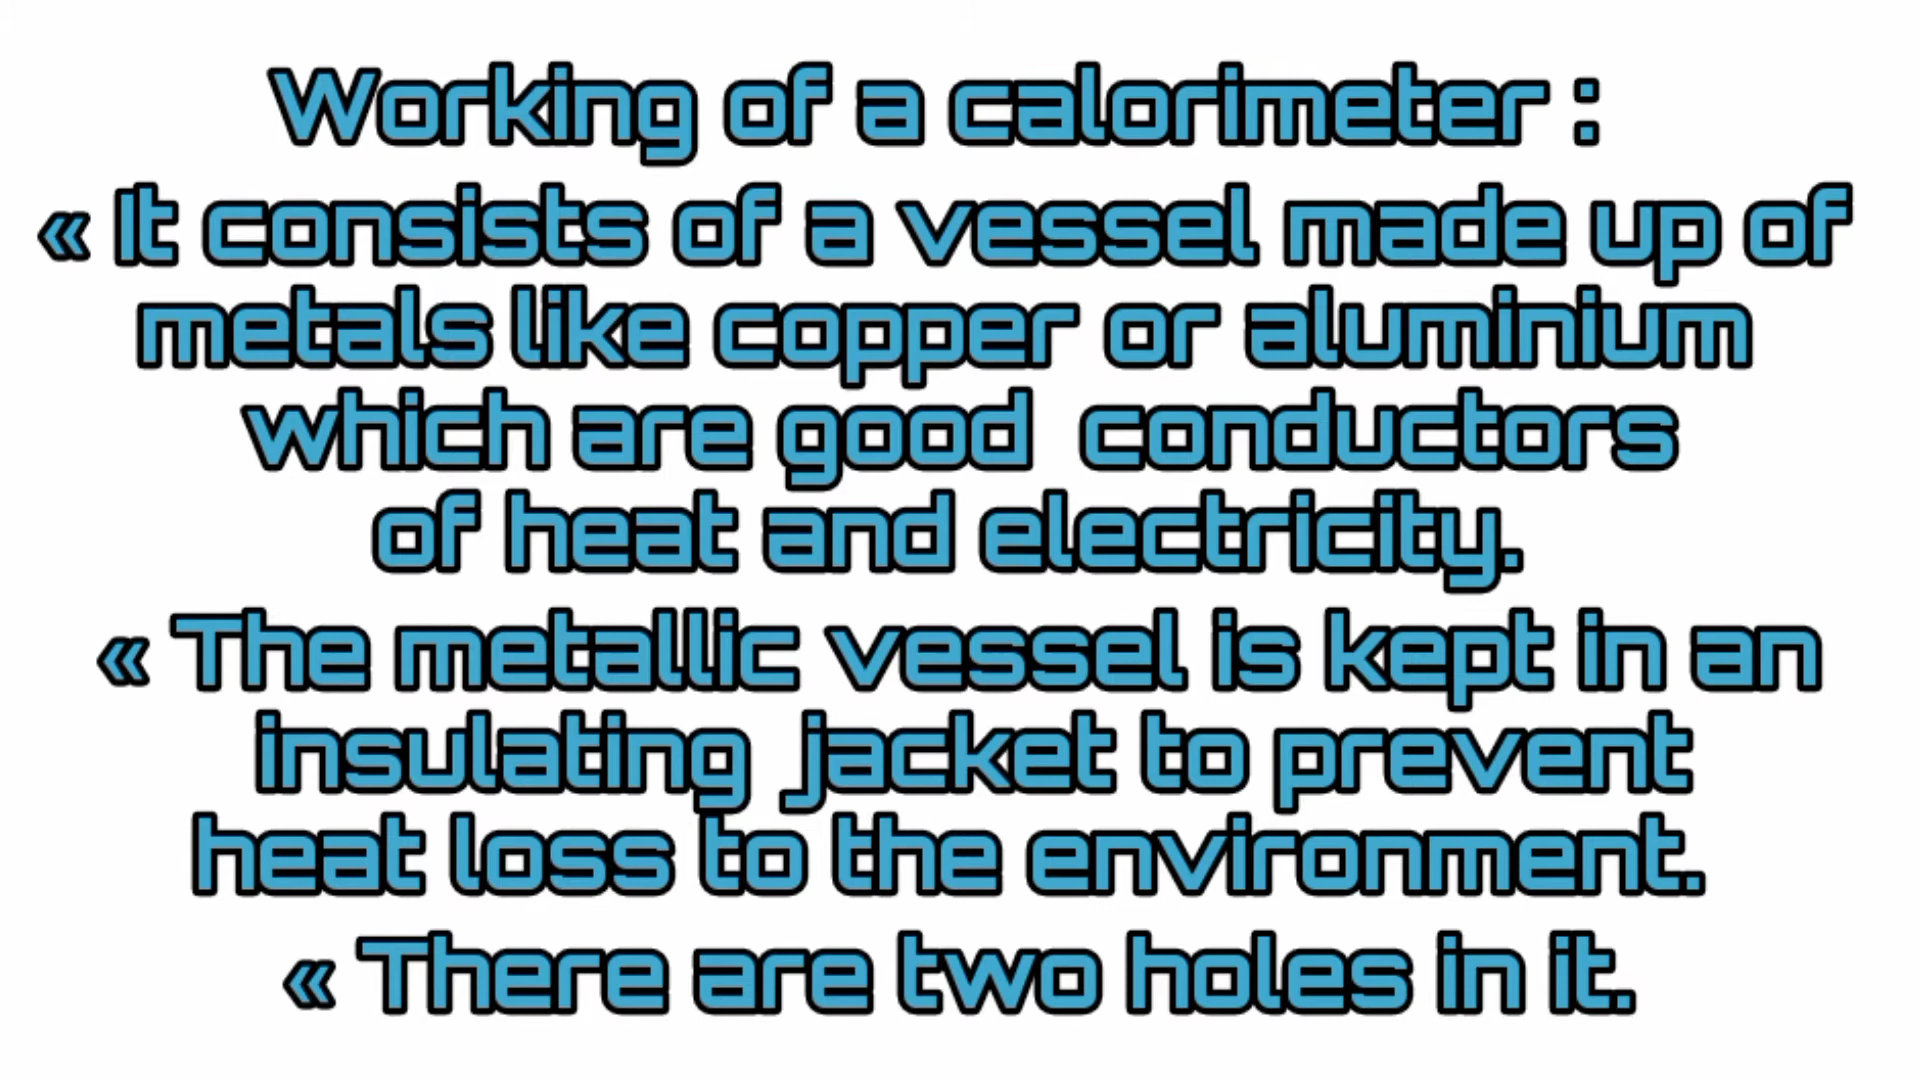 Working of a calorimeter :
« It consists of a vessel made up of
metals like copper or aluminium
which are good conductors
of heat and electricity.
« The metallic vessel is kept in an
insulating jacket to prevent
heat loss to the environment.
« There are two holes in it.